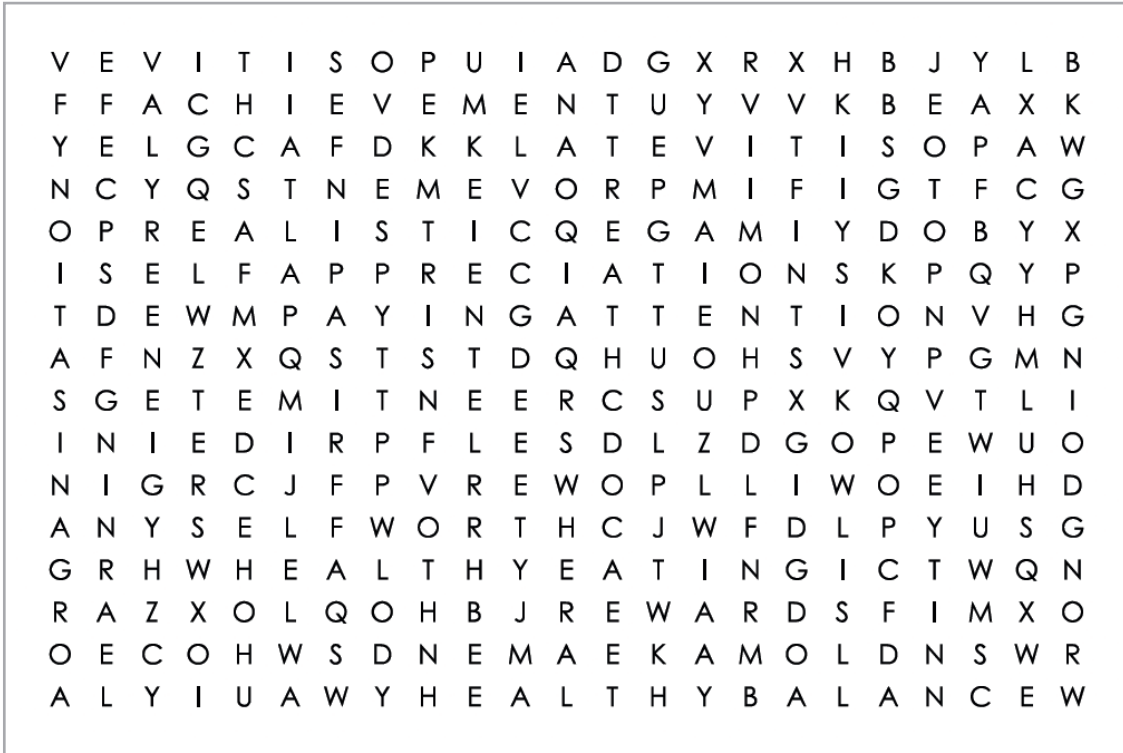 V E V I T I S O P U I A D G X R X H B J Y L B
F F A C H I E V E M E N T U Y V V K B E A X K
Y E L G C A F D K K L A T E V I T I S O P A W
N C Y Q S T N E M E V O R P M I F I G T F C G
O P R E A L I S T I C Q E G A M I Y D O B Y X
I S E L F A P P R E C I A T I O N S K P Q Y P
T D E W M P A Y I N G A T T E N T I O N V H G
A F N Z X Q S T S T D Q H U O H S V Y P G M N
S G E T E M I T N E E R C S U P X K Q V T L I
I N I E D I R P F L E S D L Z D G O P E W U O
N I G R C J F P V R E W O P L L I W O E I H D
A N Y S E L F W O R T H C J W F D L P Y U S G
G R H W H E A L T H Y E A T I N G I C T W Q N
R A Z X O L Q O H B J R E W A R D S F I M X O
O E C O H W S D N E M A E K A M O L D N S W R
A L Y I U A W Y H E A L T H Y B A L A N C E W